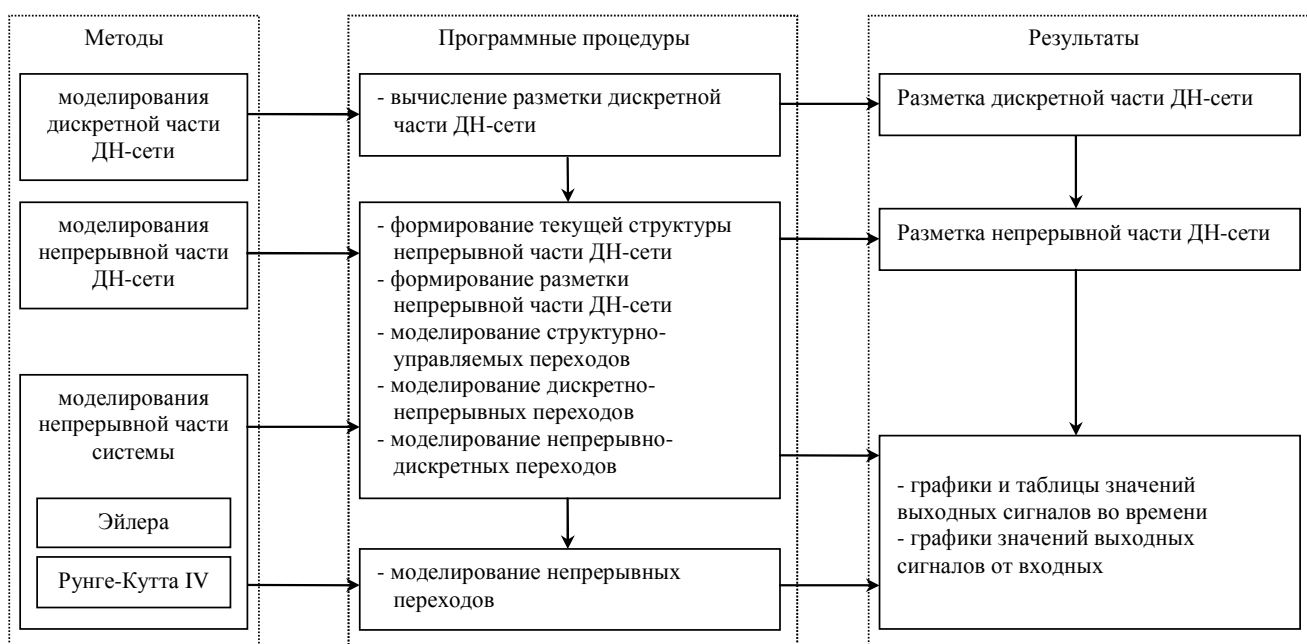 Методы
моделирования
дискретной части
ДН-сети
моделирования
непрерывной части
ДН-сети
моделирования
непрерывной части
системы
Эйлера
Рунге-Кутта IV
Программные процедуры
- вычисление разметки дискретной
части ДН-сети
- формирование текущей структуры
непрерывной части ДН-сети
- формирование разметки
непрерывной части ДН-сети
- моделирование структурно-
управляемых переходов
- моделирование дискретно-
непрерывных переходов
- моделирование непрерывно-
дискретных переходов
- моделирование непрерывных
переходов
Результаты
Разметка дискретной части ДН-сети
Разметка непрерывной части ДН-сети
- графики и таблицы значений
выходных сигналов во времени
- графики значений выходных
сигналов от входных